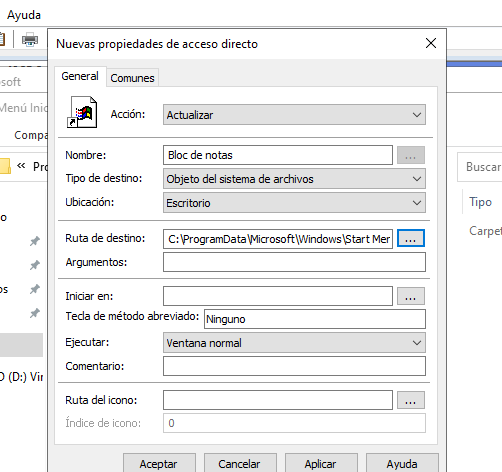 Ayuda
Nuevas propiedades de acceso directo
soft
General
Comunes
Menú Inic
Acción:
Actualizar
Compa
Nombre:
Bloc de notas
...
« Pro
Buscar
Tipo de destino:
Objeto del sistema de archivos
Ubicación:
Escritorio
Tipo
o
Ruta de destino:
C:\ProgramData\Microsoft\Windows\Start Mer
...
Carpet
Argumentos:
os
Iniciar en:
...
Tecla de método abreviado:
Ninguno
Ejecutar:
Ventana normal
Comentario:
O (D:) Vir
Ruta del icono:
...
Índice de icono:
0
Aceptar
Cancelar
Aplicar
Ayuda